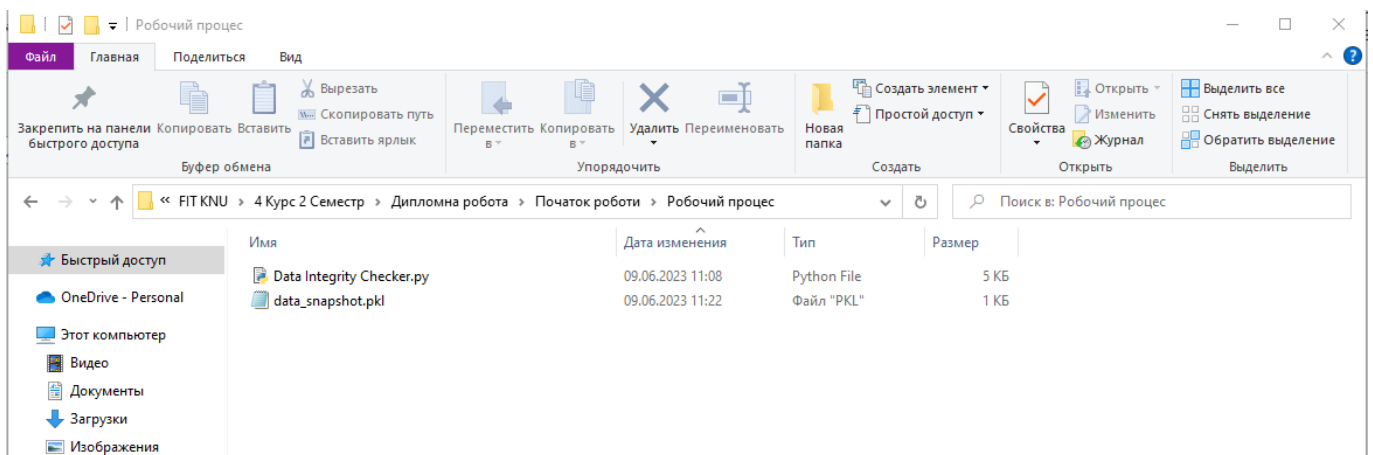 Робочий процес
Файл Главная Поделиться Вид
Закрепить на панели быстрого доступа
Копировать
Вставить
Вырезать
Скопировать путь
Вставить ярлык
Буфер обмена
Переместить в
Копировать в
Удалить
Переименовать
Упорядочить
Новая папка
Создать элемент
Простой доступ
Создать
Свойства
Открыть
Изменить
Журнал
Открыть
Выделить все
Снять выделение
Обратить выделение
Выделить
« FIT KNU › 4 Курс 2 Семестр › Дипломна робота › Початок роботи › Робочий процес
Поиск в: Робочий процес
Имя Дата изменения Тип Размер
Data Integrity Checker.py 09.06.2023 11:08 Python File 5 КБ
data_snapshot.pkl 09.06.2023 11:22 Файл "PKL" 1 КБ
Быстрый доступ
OneDrive - Personal
Этот компьютер
Видео
Документы
Загрузки
Изображения